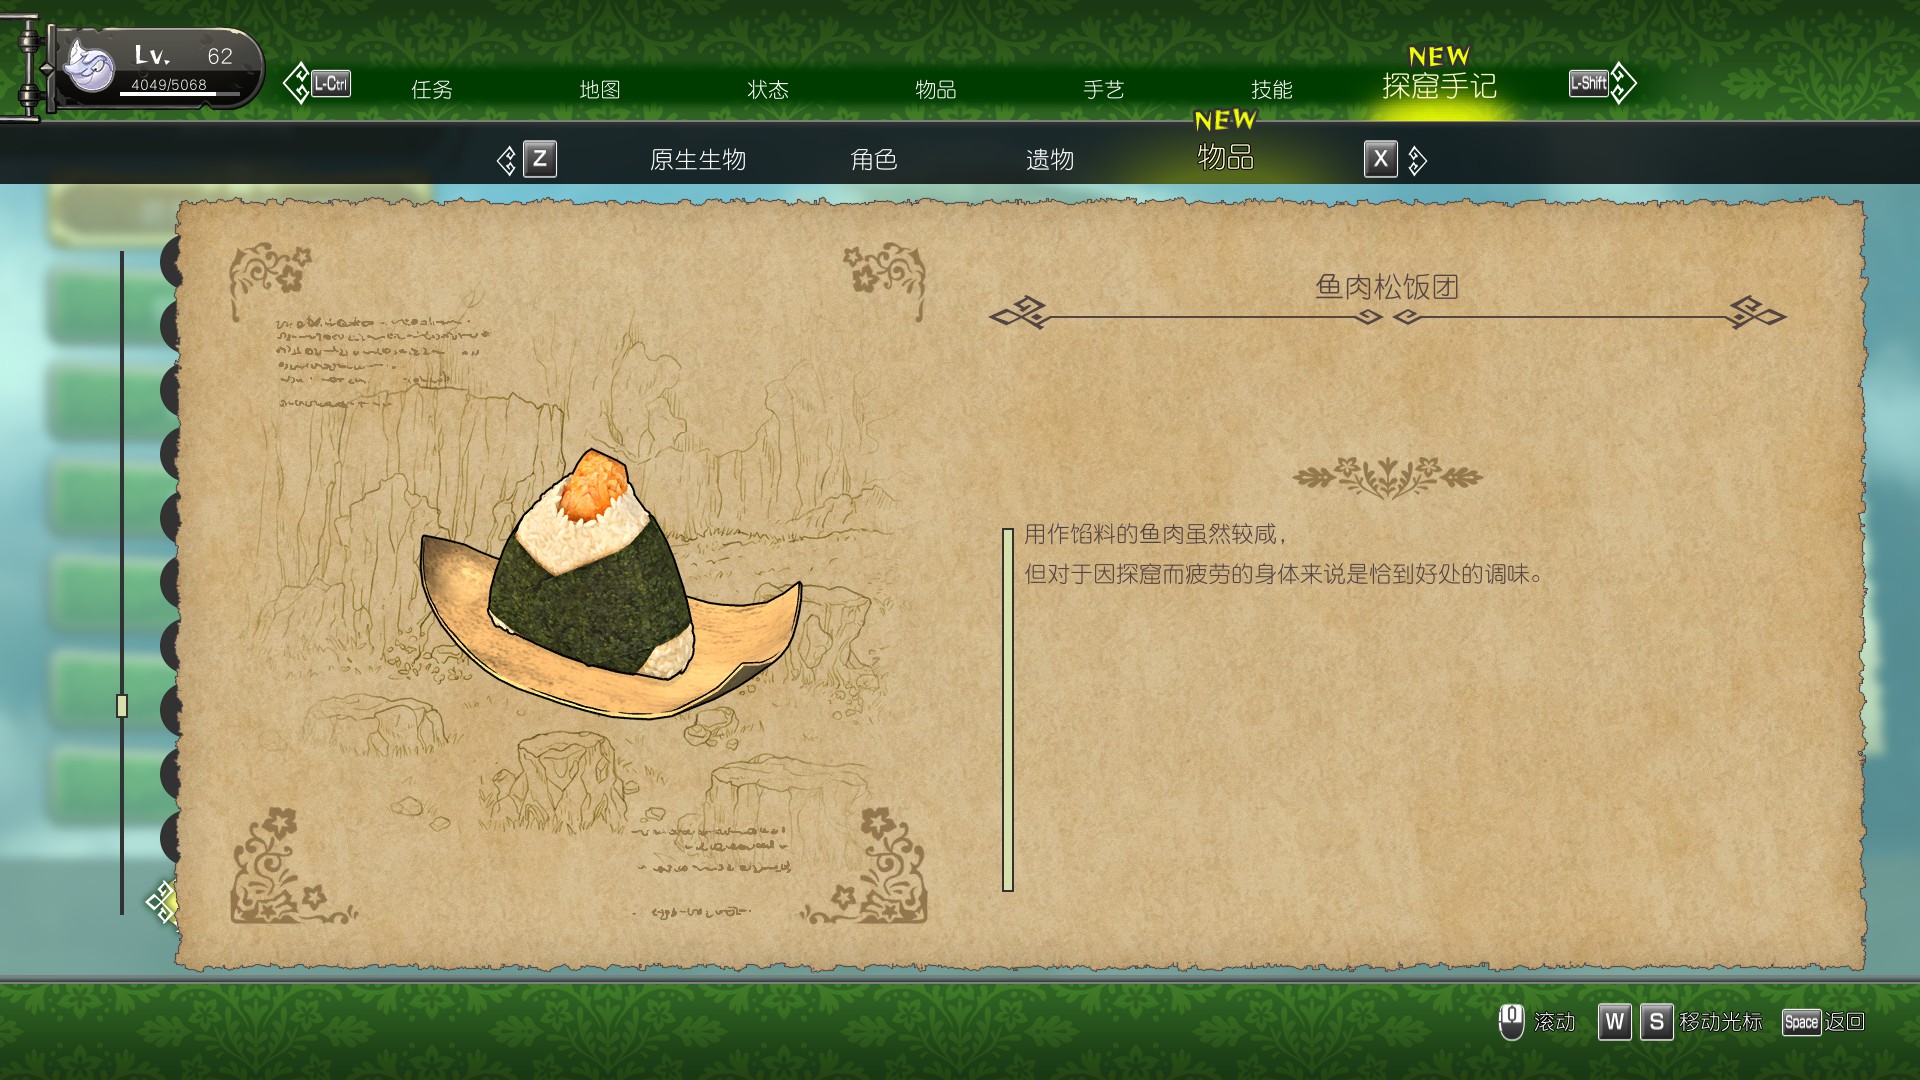 Lv. 62
4049/5068
L-Ctrl 任务 地图 状态 物品 手艺 技能 NEW 探窟手记 L-Shift
Z 原生生物 角色 遗物 NEW 物品 X
鱼肉松饭团
用作馅料的鱼肉虽然较咸，
但对于因探窟而疲劳的身体来说是恰到好处的调味。
滚动 W S 移动光标 Space 返回